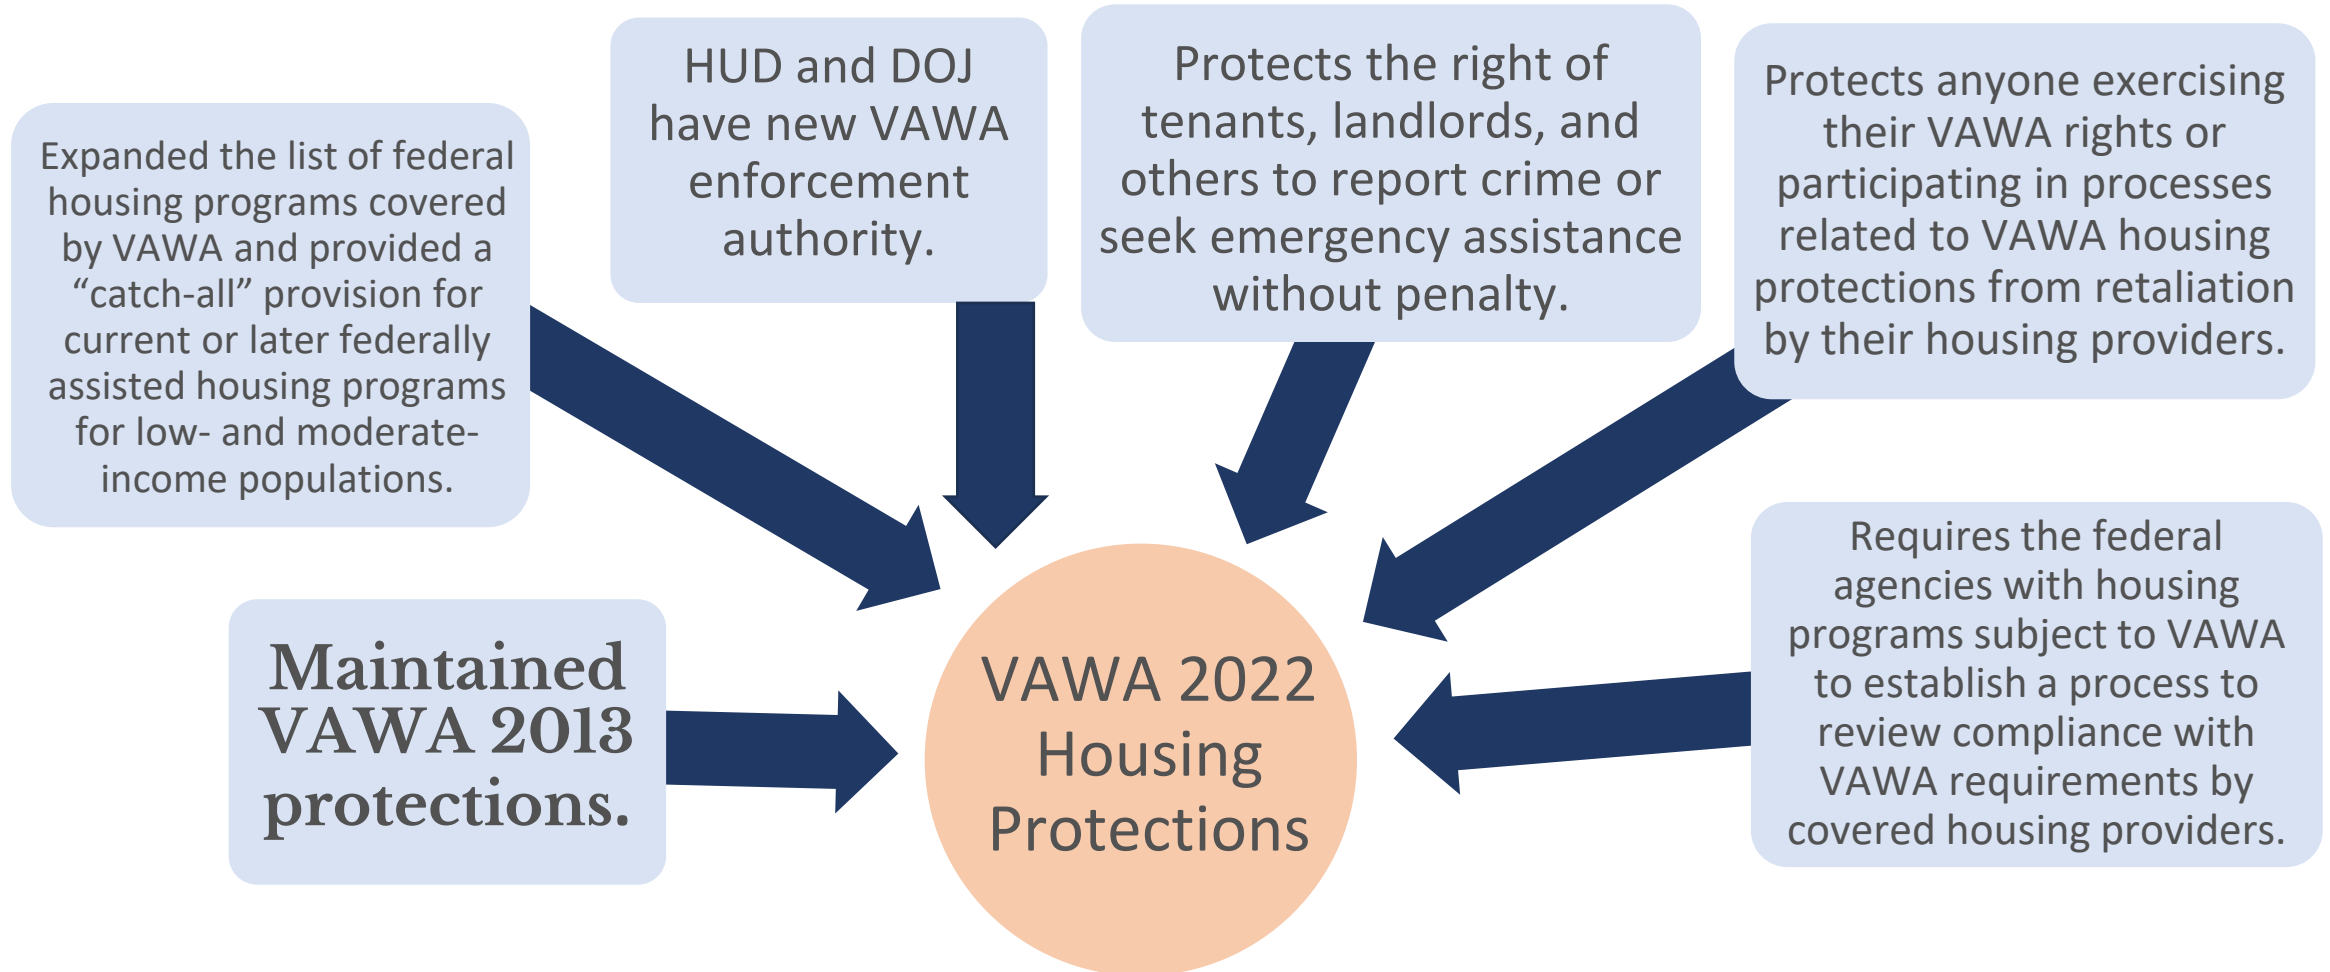 Expanded the list of federal
housing programs covered
by VAWA and provided a
“catch-all” provision for
current or later federally
assisted housing programs
for low- and moderate-
income populations.
HUD and DOJ
have new VAWA
enforcement
authority.
Protects the right of
tenants, landlords, and
others to report crime or
seek emergency assistance
without penalty.
Protects anyone exercising
their VAWA rights or
participating in processes
related to VAWA housing
protections from retaliation
by their housing providers.
Maintained
VAWA 2013
protections.
VAWA 2022
Housing
Protections
Requires the federal
agencies with housing
programs subject to VAWA
to establish a process to
review compliance with
VAWA requirements by
covered housing providers.